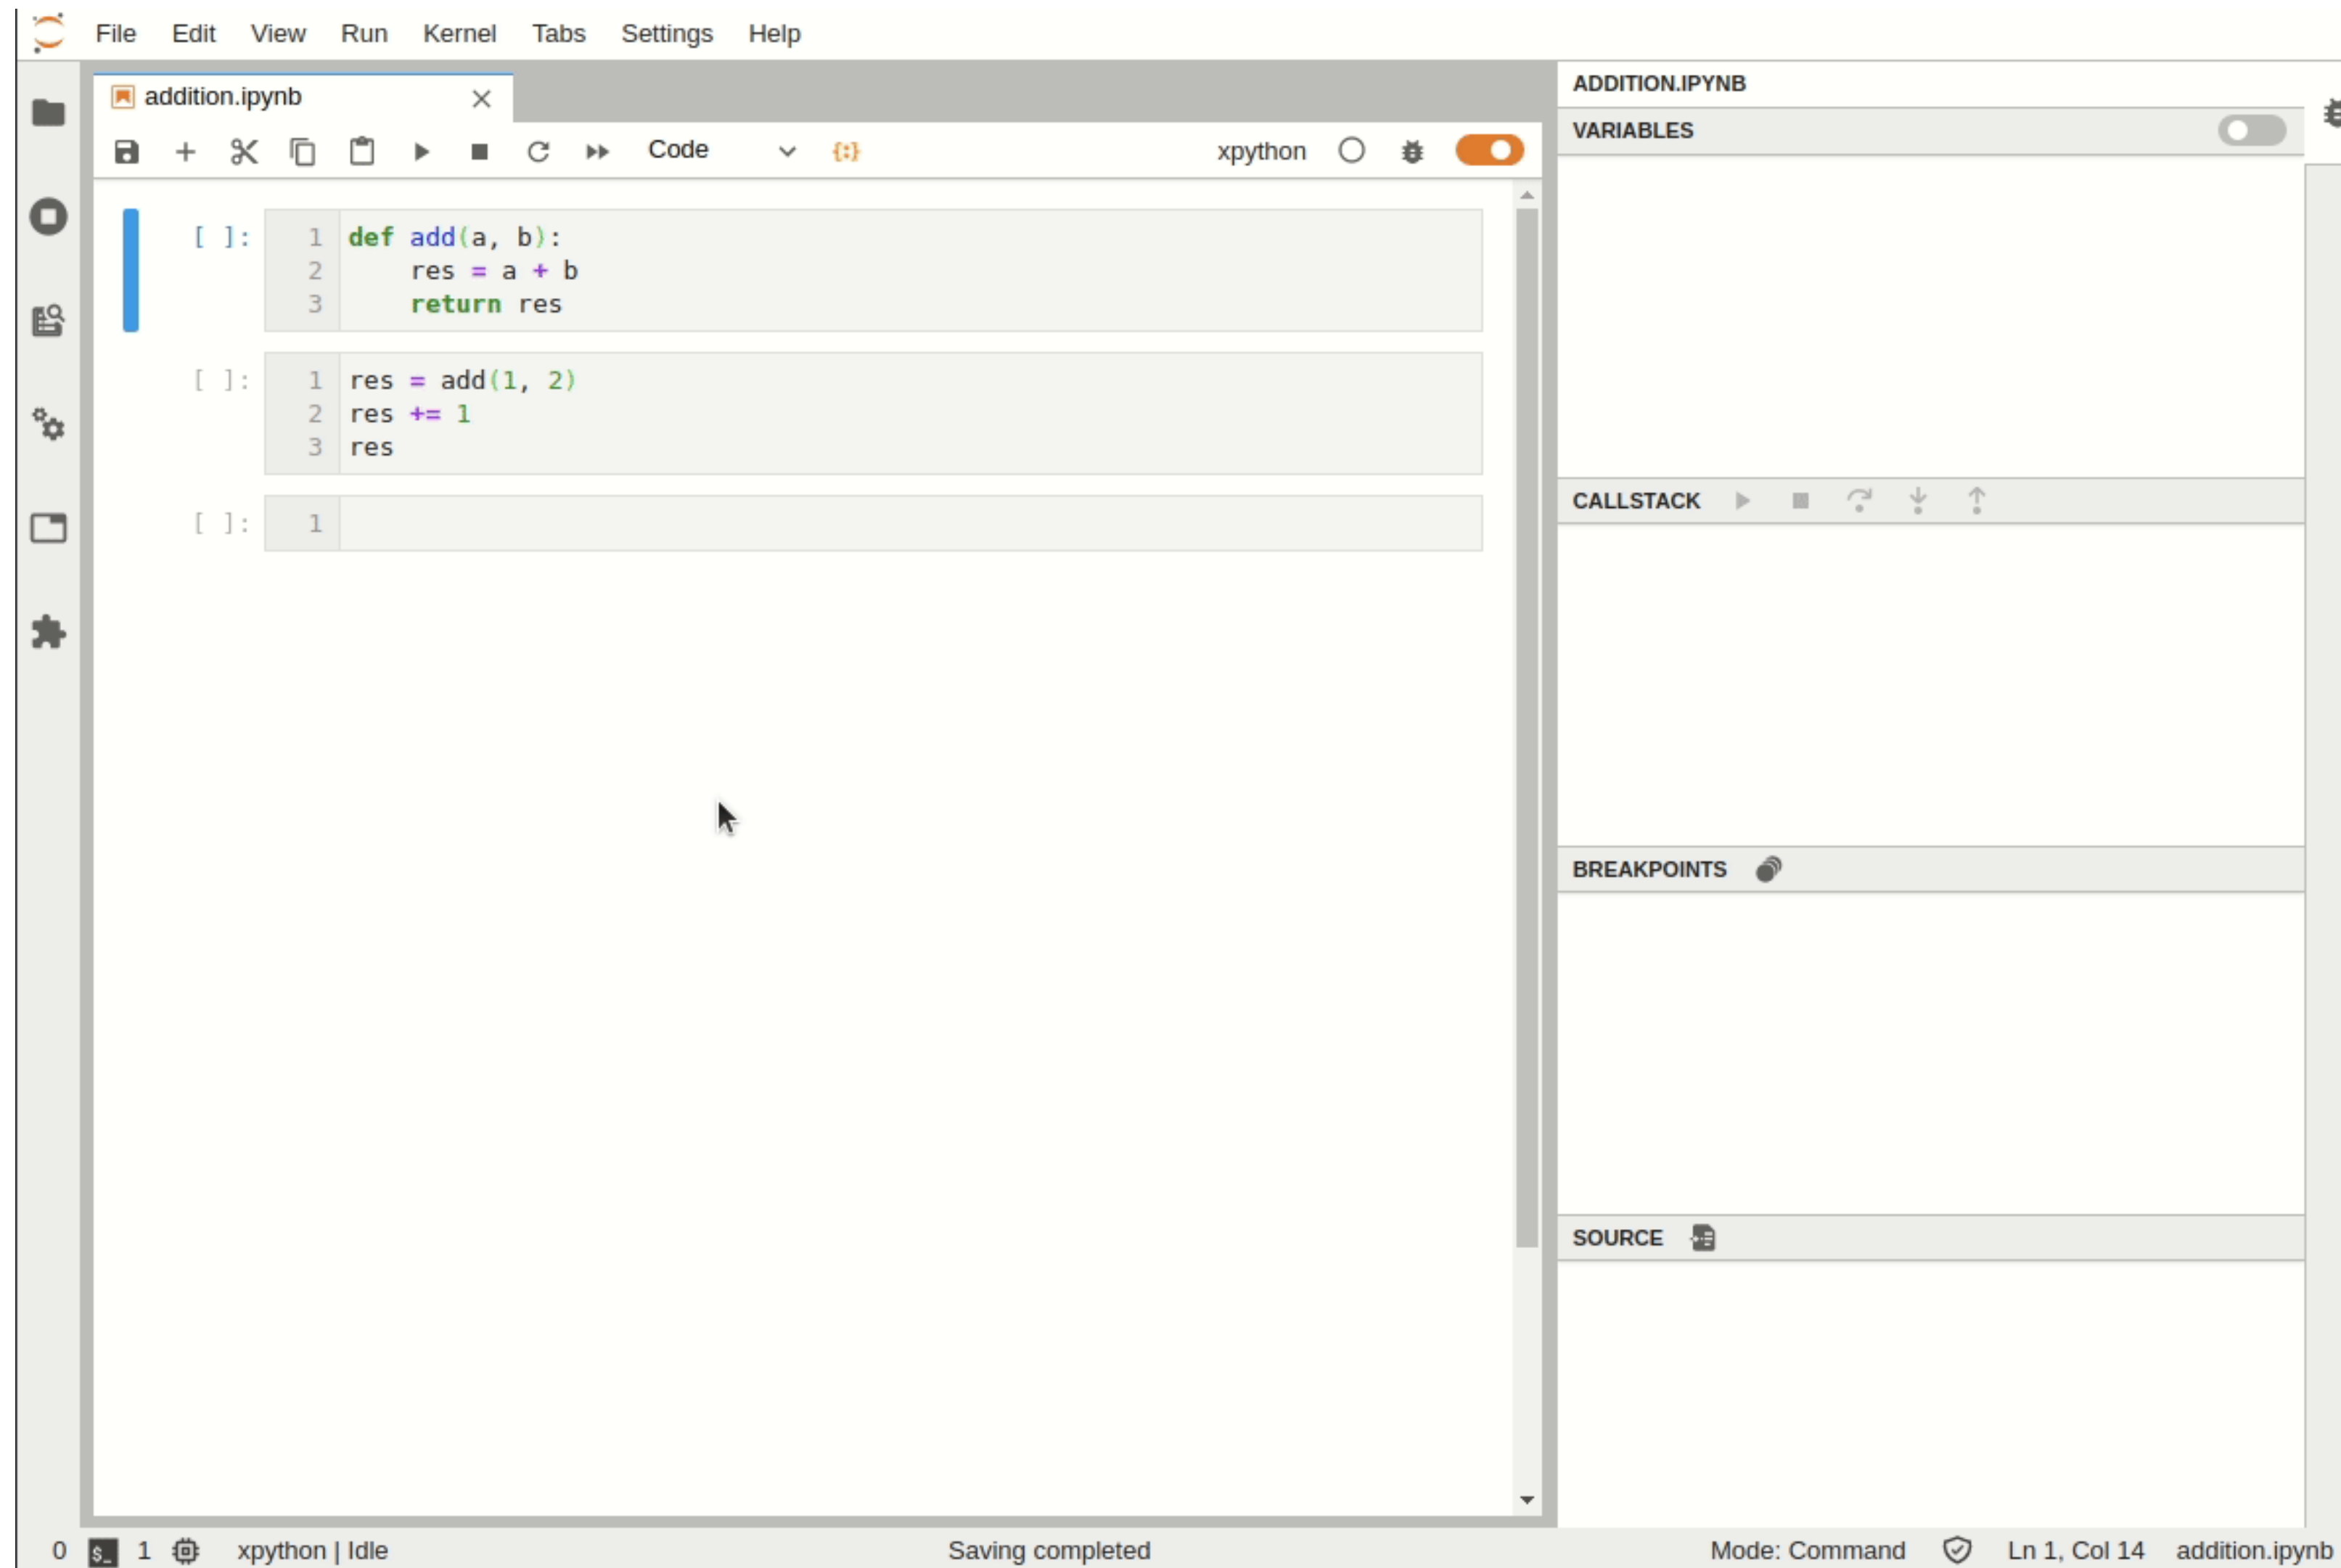 File Edit View Run Kernel Tabs Settings Help
addition.ipynb
Code {:} xpython
[ ]: 1 def add(a, b):
2     res = a + b
3     return res
[ ]: 1 res = add(1, 2)
2 res += 1
3 res
[ ]: 1
ADDITION.IPYNB
VARIABLES
CALLSTACK
BREAKPOINTS
SOURCE
0 $_ 1 xpython | Idle Saving completed Mode: Command Ln 1, Col 14 addition.ipynb